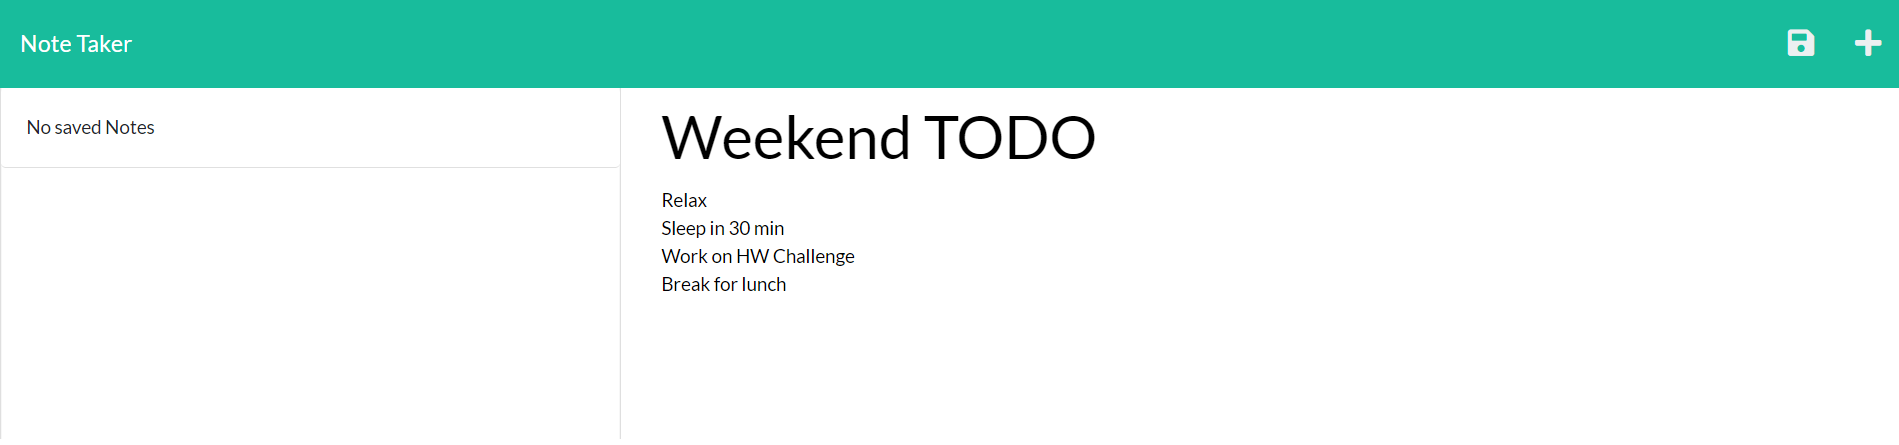 Note Taker
No saved Notes
Weekend TODO
Relax
Sleep in 30 min
Work on HW Challenge
Break for lunch